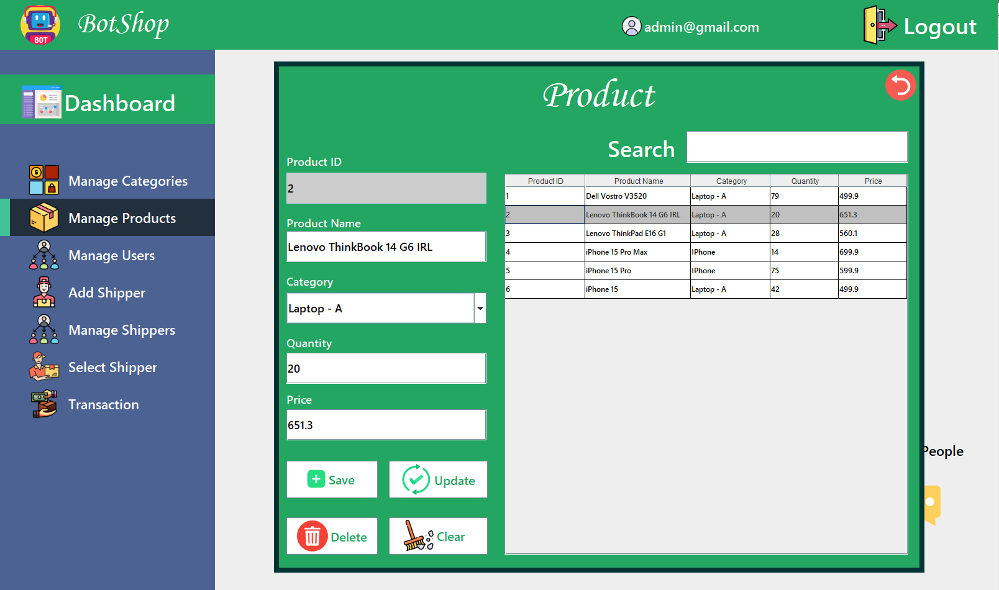 BotShop
BOT
admin@gmail.com
Logout
Dashboard
Manage Categories
Manage Products
Manage Users
Add Shipper
Manage Shippers
Select Shipper
Transaction
Product
Search
Product ID
2
Product Name
Lenovo ThinkBook 14 G6 IRL
Category
Laptop - A
Quantity
20
Price
651.3
Save
Update
Delete
Clear
Product ID Product Name Category Quantity Price
1 Dell Vostro V3520 Laptop - A 79 499.9
2 Lenovo ThinkBook 14 G6 IRL Laptop - A 20 651.3
3 Lenovo ThinkPad E16 G1 Laptop - A 28 560.1
4 iPhone 15 Pro Max IPhone 14 699.9
5 iPhone 15 Pro IPhone 75 599.9
6 iPhone 15 Laptop - A 42 499.9
People